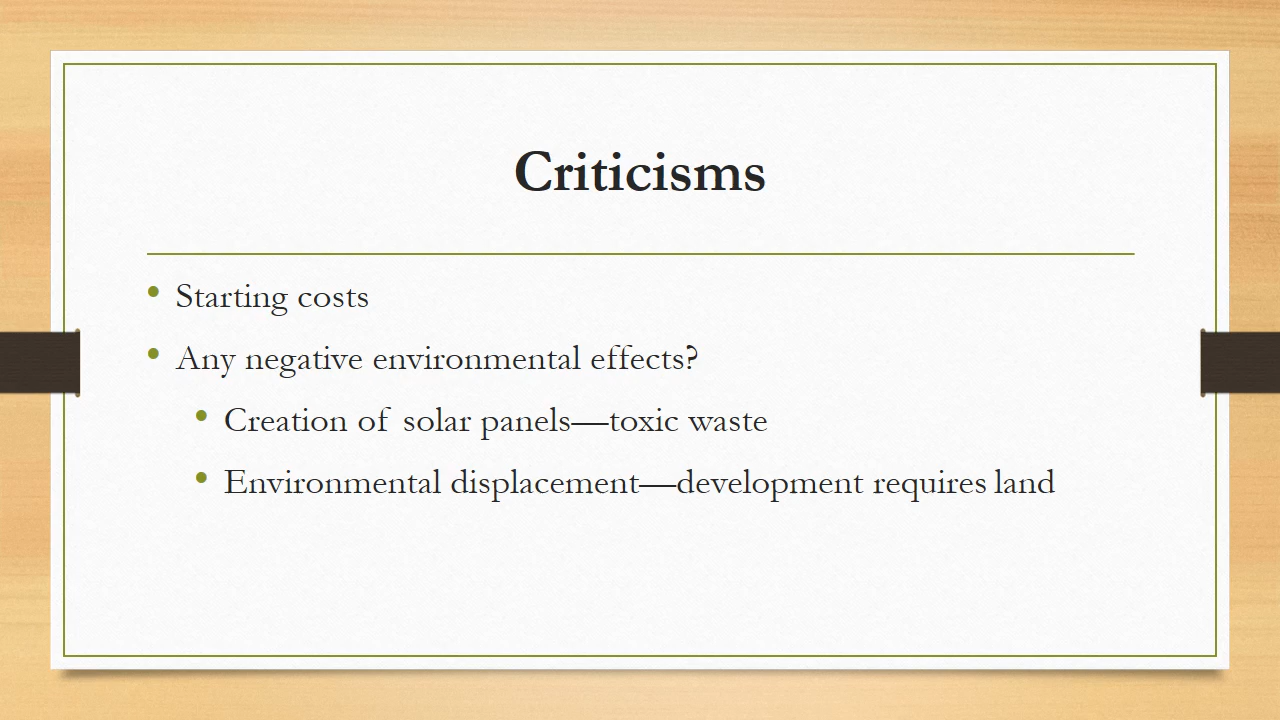 Criticisms
• Starting costs
• Any negative environmental effects?
• Creation of solar panels—toxic waste
• Environmental displacement—development requires land